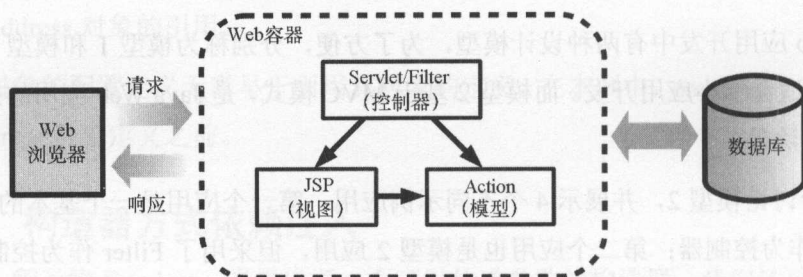 Web容器
请求
Web
浏览器
响应
Servlet/Filter
(控制器)
JSP
(视图)
Action
(模型)
数据库